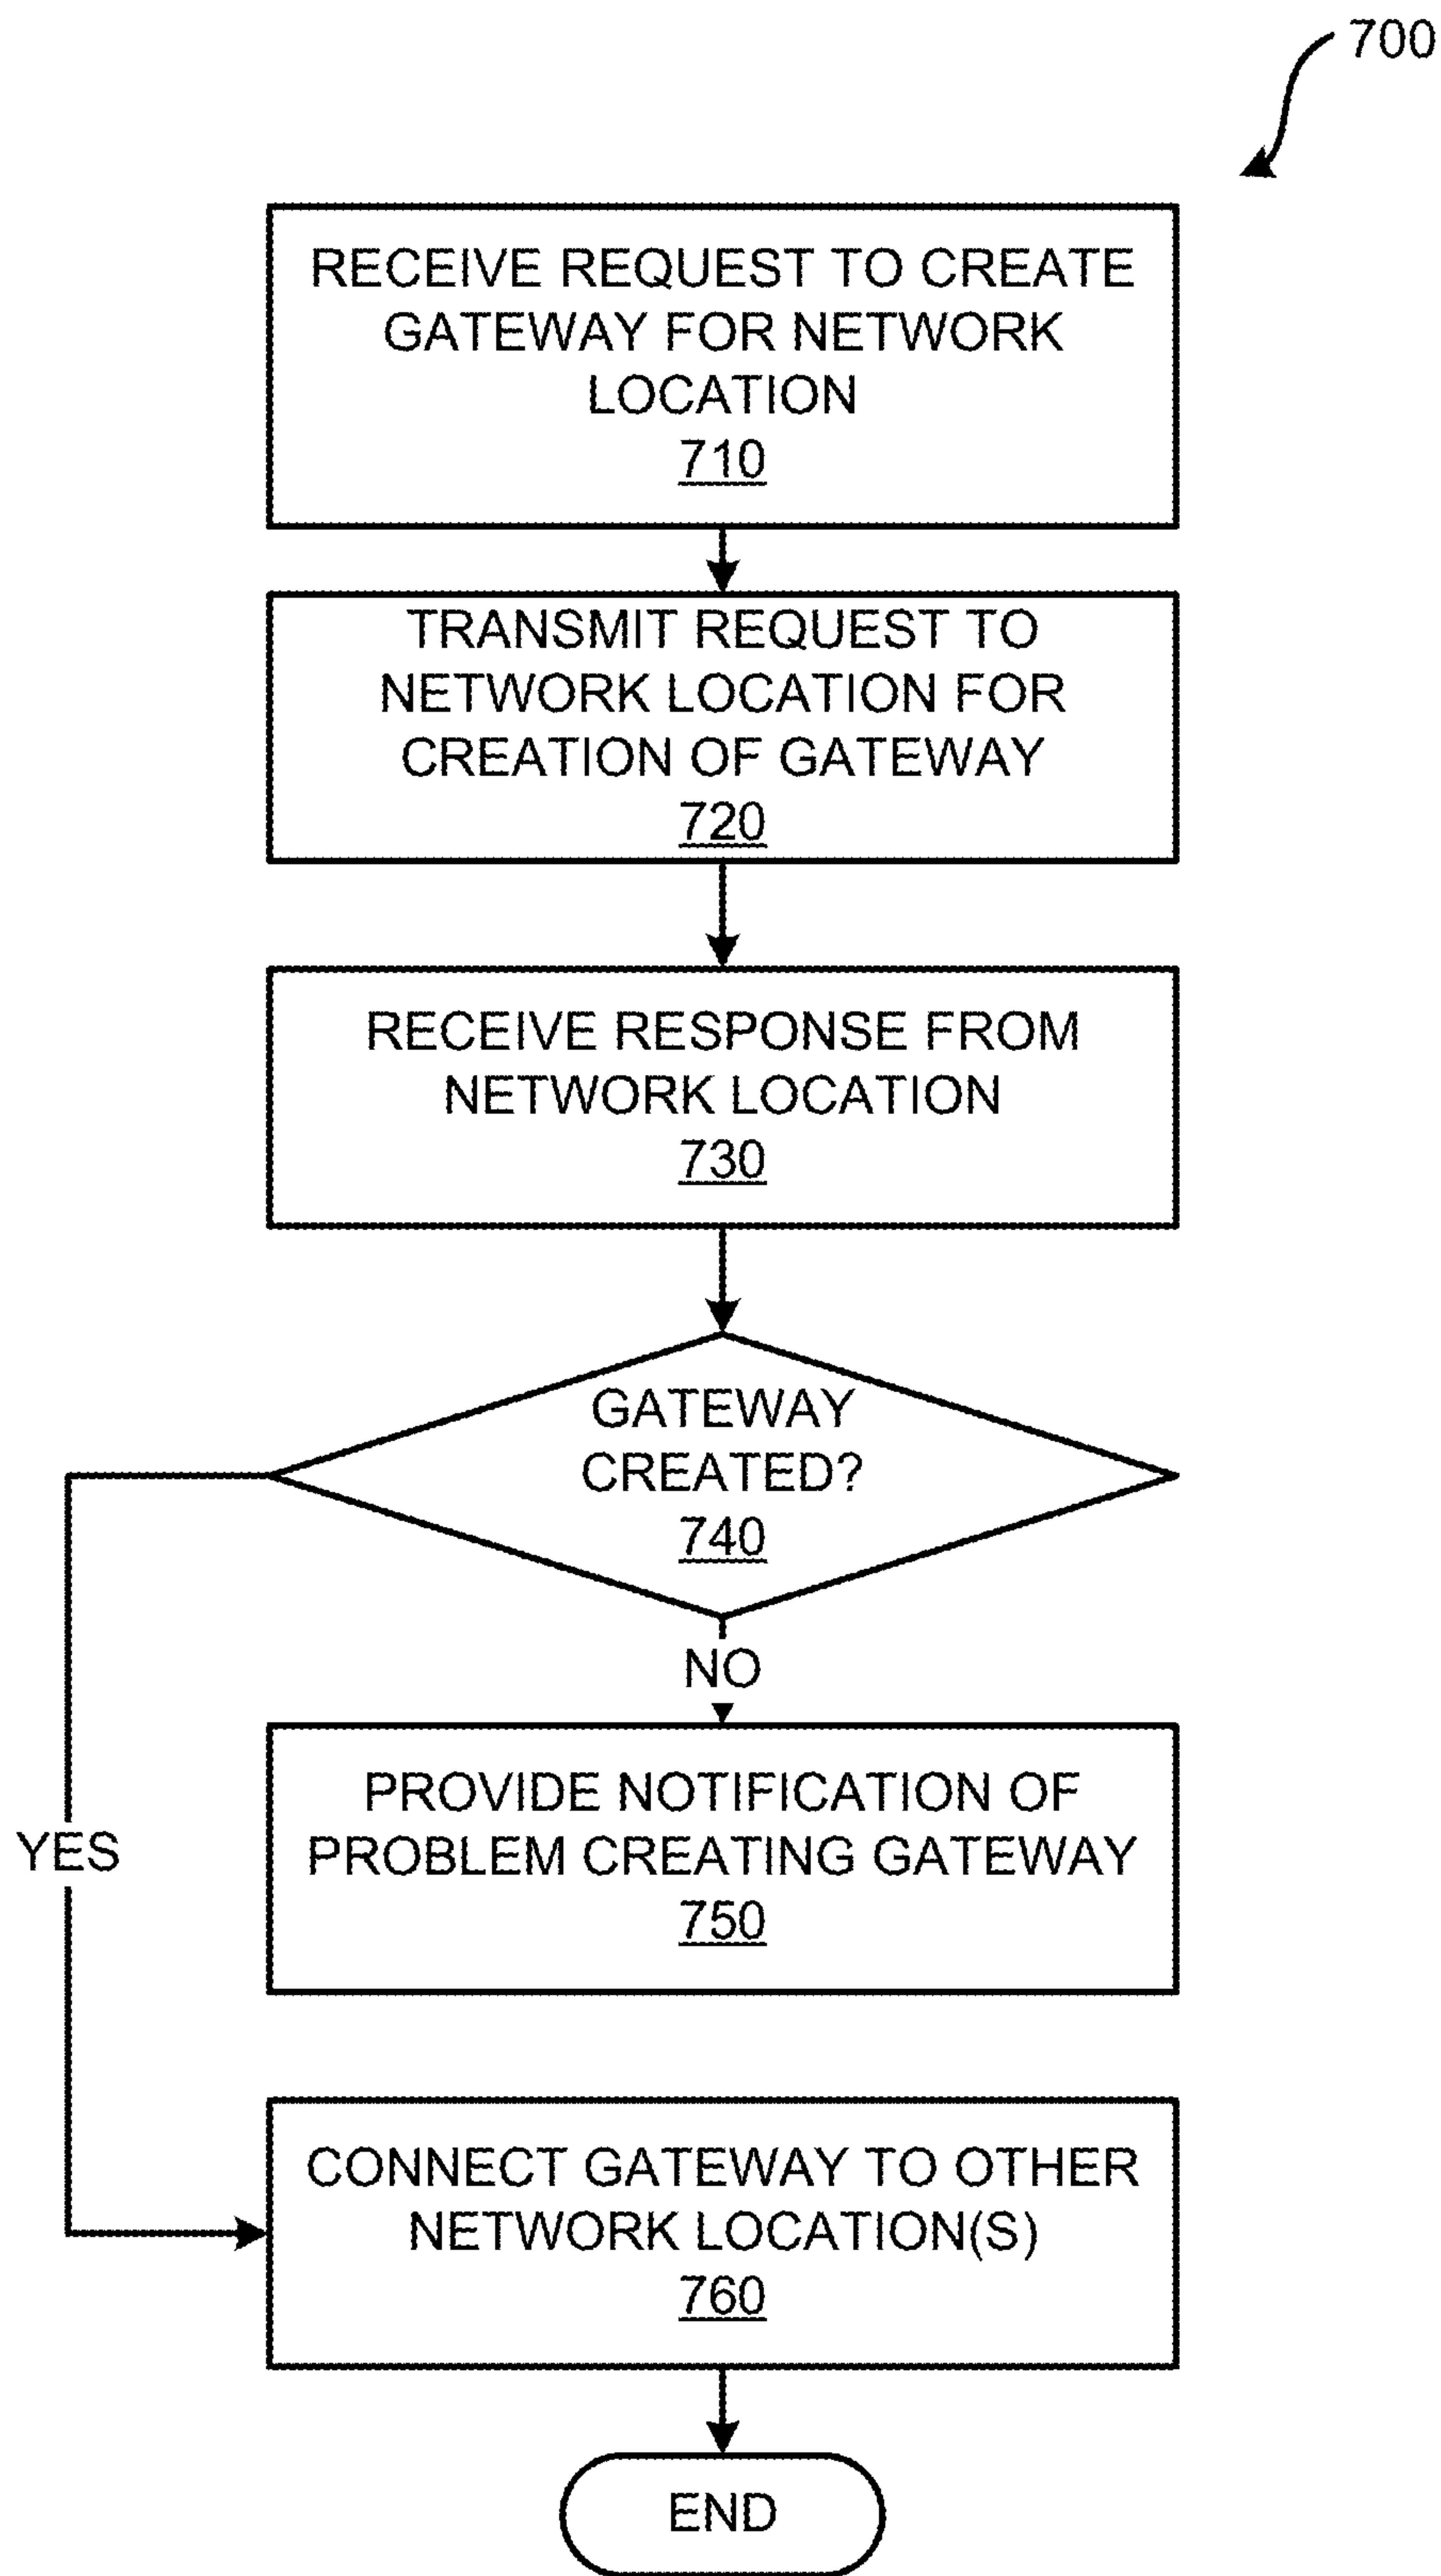 700
RECEIVE REQUEST TO CREATE
GATEWAY FOR NETWORK
LOCATION
710
TRANSMIT REQUEST TO
NETWORK LOCATION FOR
CREATION OF GATEWAY
720
RECEIVE RESPONSE FROM
NETWORK LOCATION
730
GATEWAY
CREATED?
740
NO
PROVIDE NOTIFICATION OF
PROBLEM CREATING GATEWAY
750
YES
CONNECT GATEWAY TO OTHER
NETWORK LOCATION(S)
760
END